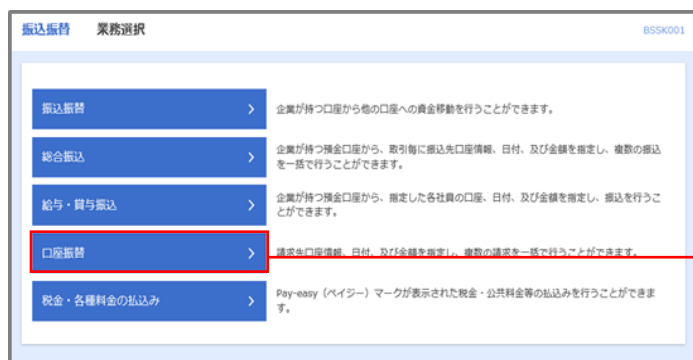 振込振替 業務選択 BSSK001
振込振替 企業が持つ口座から他の口座への資金移動を行うことができます。
総合振込 企業が持つ預金口座から、取引毎に振込先口座情報、日付、及び金額を指定し、複数の振込
を一括で行うことができます。
給与・賞与振込 企業が持つ預金口座から、指定した各社員の口座、日付、及び金額を指定し、振込を行うこ
とができます。
口座振替 請求先口座情報、日付、及び金額を指定し、複数の請求を一括で行うことができます。
税金・各種料金の払込み Pay-easy（ペイジー）マークが表示された税金・公共料金等の払込みを行うことができま
す。